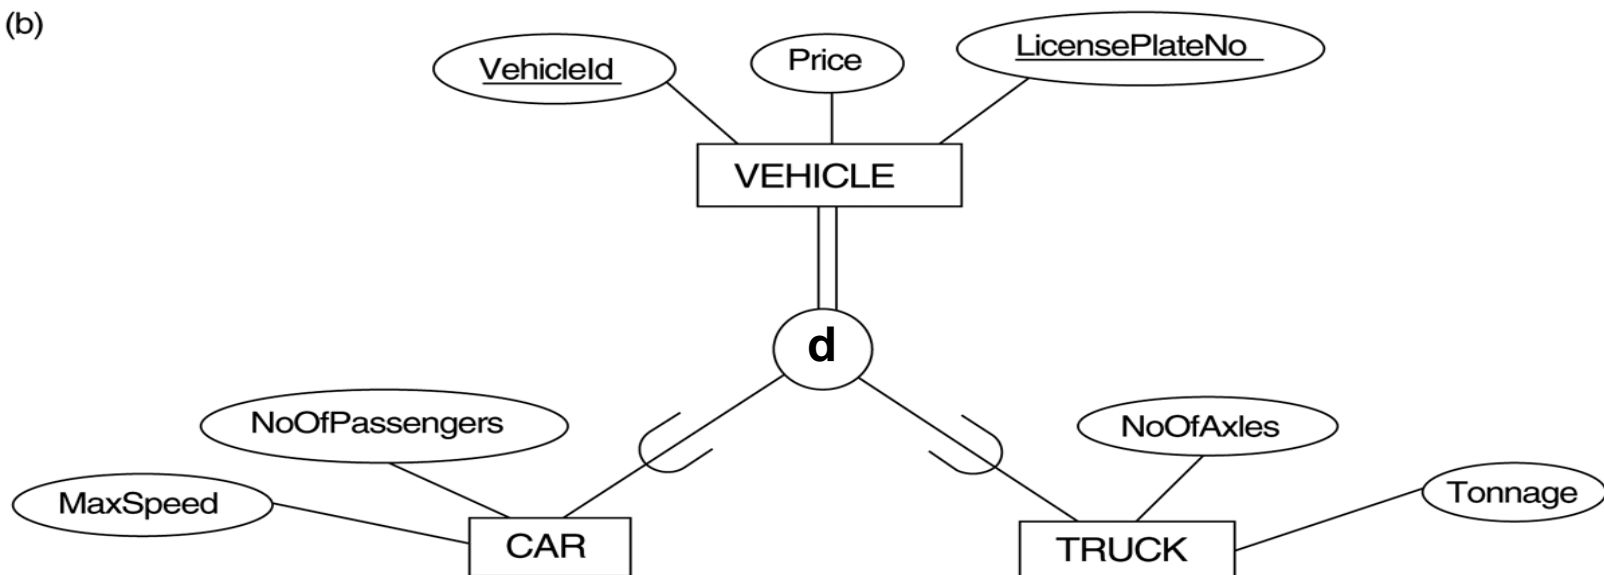 (b)
VehicleId
Price
LicensePlateNo
VEHICLE
d
NoOfPassengers
NoOfAxles
MaxSpeed
Tonnage
CAR
TRUCK